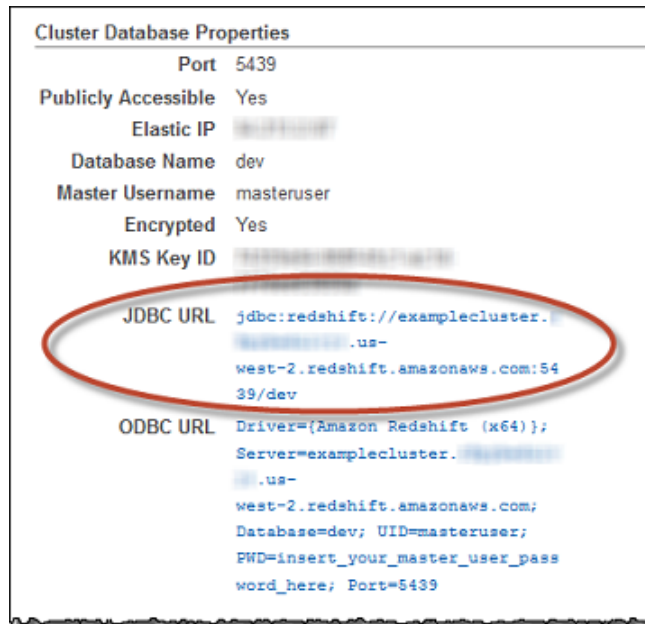 Cluster Database Properties
Port 5439
Publicly Accessible Yes
Elastic IP
Database Name dev
Master Username masteruser
Encrypted Yes
KMS Key ID
JDBC URL jdbc:redshift://examplecluster.
.us-
west-2.redshift.amazonaws.com:54
39/dev
ODBC URL Driver={Amazon Redshift (x64)};
Server=examplecluster.
.us-
west-2.redshift.amazonaws.com;
Database=dev; UID=masteruser;
PWD=insert_your_master_user_pass
word_here; Port=5439